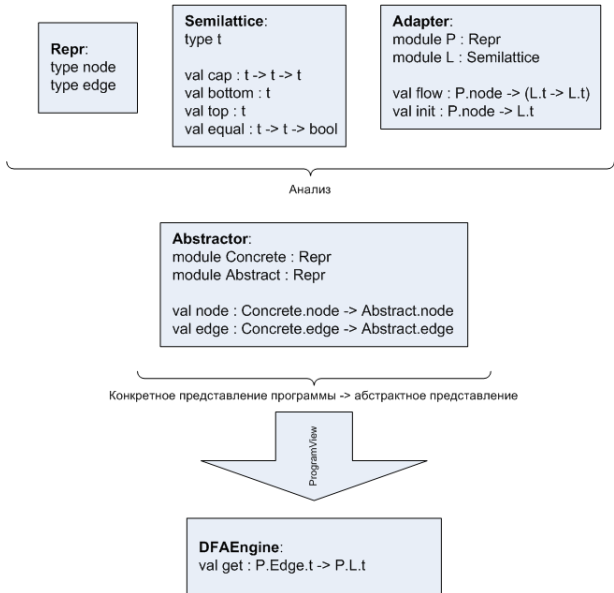 Repr:
type node
type edge
Semilattice:
type t
val cap : t -> t -> t
val bottom : t
val top : t
val equal : t -> t -> bool
Adapter:
module P : Repr
module L : Semilattice
val flow : P.node -> (L.t -> L.t)
val init : P.node -> L.t
Анализ
Abstractor:
module Concrete : Repr
module Abstract : Repr
val node : Concrete.node -> Abstract.node
val edge : Concrete.edge -> Abstract.edge
Конкретное представление программы -> абстрактное представление
ProgramView
DFAEngine:
val get : P.Edge.t -> P.L.t